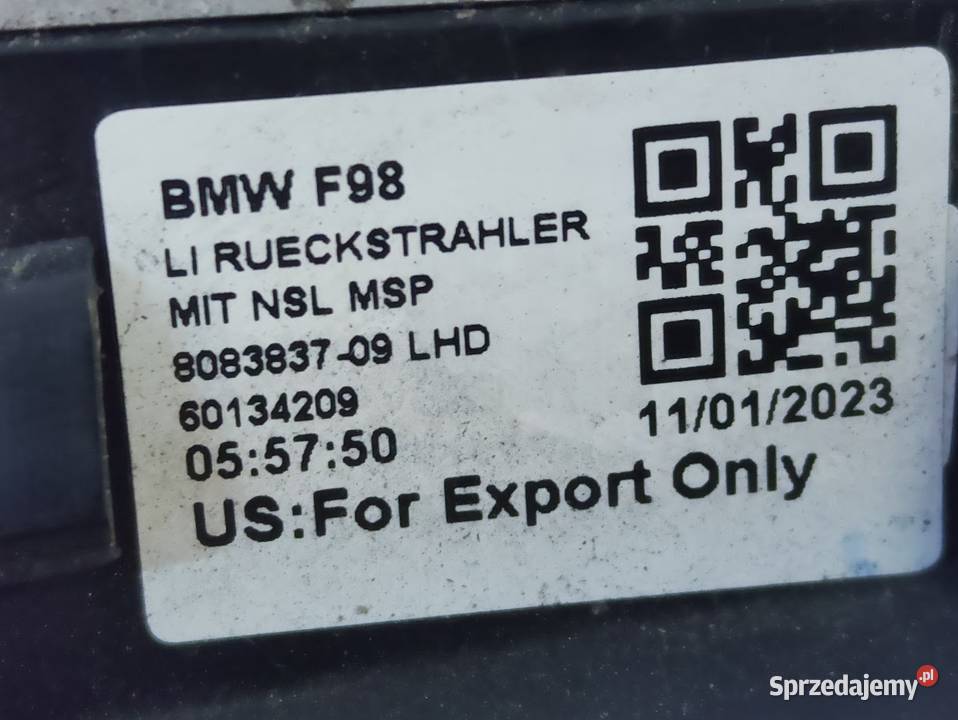 BMW F98
LI RUECKSTRAHLER
MIT NSL MSP
8083837-09 LHD
60134209
05:57:50
11/01/2023
US:For Export Only
Sprzedajemy.pl